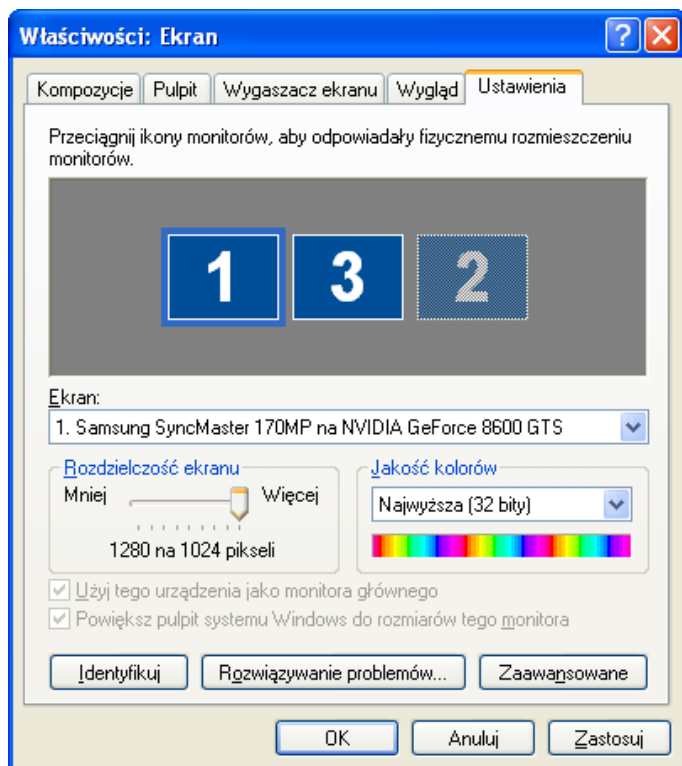 Właściwości: Ekran
Kompozycje Pulpit Wygaszacz ekranu Wygląd Ustawienia
Przeciągnij ikony monitorów, aby odpowiadały fizycznemu rozmieszczeniu
monitorów.
1 3 2
Ekran:
1. Samsung SyncMaster 170MP na NVIDIA GeForce 8600 GTS
Rozdzielczość ekranu
Mniej Więcej
1280 na 1024 pikseli
Jakość kolorów
Najwyższa (32 bity)
Użyj tego urządzenia jako monitora głównego
Powiększ pulpit systemu Windows do rozmiarów tego monitora
Identyfikuj Rozwiązywanie problemów... Zaawansowane
OK Anuluj Zastosuj